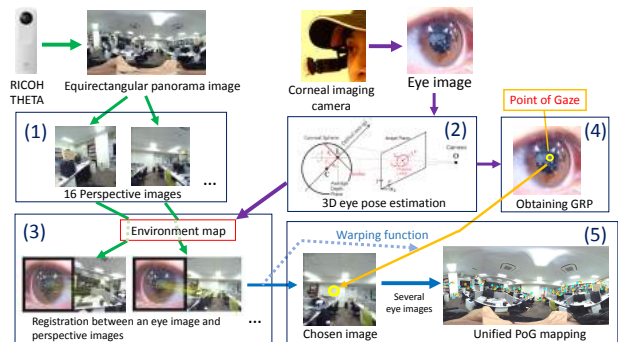 RICOH
THETA
Equirectangular panorama image
Corneal imaging
camera
Eye image
Point of Gaze
(1)
16 Perspective images
...
(2)
3D eye pose estimation
(4)
Obtaining GRP
(3)
Environment map
Registration between an eye image and
perspective images
...
Warping function
(5)
Chosen image
Several
eye images
Unified PoG mapping